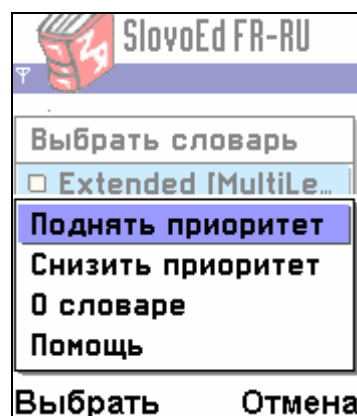 SlovoEd FR-RU
Выбрать словарь
Extended [MultiLe...
Поднять приоритет
Снизить приоритет
О словаре
Помощь
Выбрать Отмена